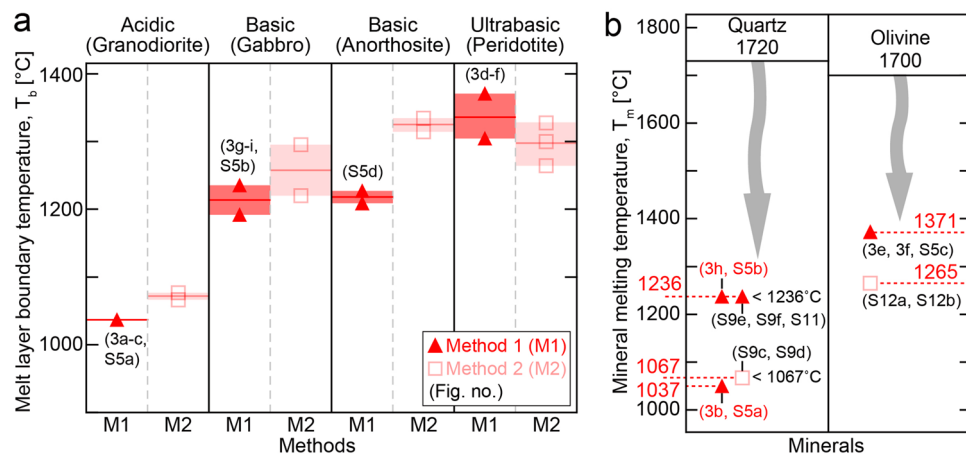 a
Acidic
(Granodiorite)
Basic
(Gabbro)
Basic
(Anorthosite)
Ultrabasic
(Peridotite)
Melt layer boundary temperature, Tb [°C]
1400
1200
1000
(3a-c,
S5a)
(3g-i,
S5b)
(S5d)
(3d-f)
Method 1 (M1)
Method 2 (M2)
(Fig. no.)
M1 M2 M1 M2 M1 M2 M1 M2
Methods
b
Quartz
1720
Olivine
1700
Mineral melting temperature, Tm [°C]
1800
1600
1400
1200
1000
1371
(3e, 3f, S5c)
1265
(S12a, S12b)
(3h, S5b)
1236
< 1236°C
(S9e, S9f, S11)
(S9c, S9d)
1067
< 1067°C
1037
(3b, S5a)
Minerals